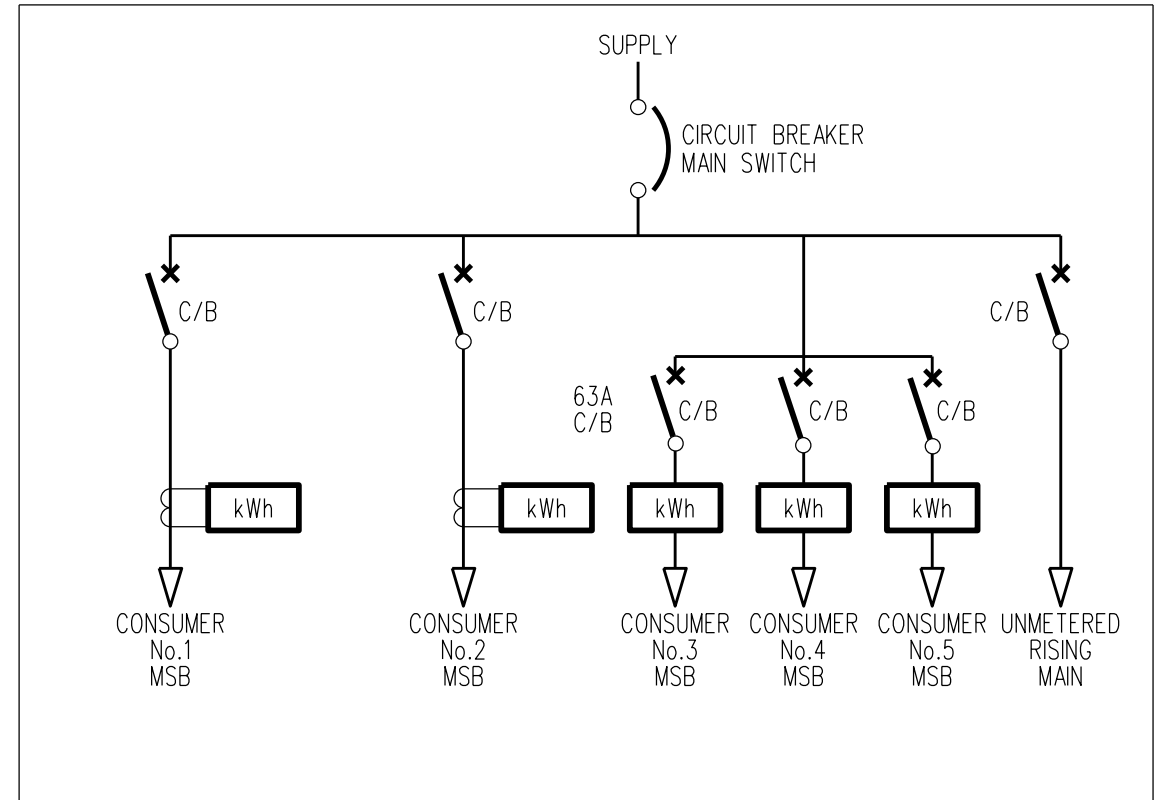 SUPPLY
CIRCUIT BREAKER
MAIN SWITCH
C/B
C/B
C/B
63A
C/B
C/B
C/B
C/B
kWh
kWh
kWh
kWh
kWh
CONSUMER
No.1
MSB
CONSUMER
No.2
MSB
CONSUMER
No.3
MSB
CONSUMER
No.4
MSB
CONSUMER
No.5
MSB
UNMETERED
RISING
MAIN